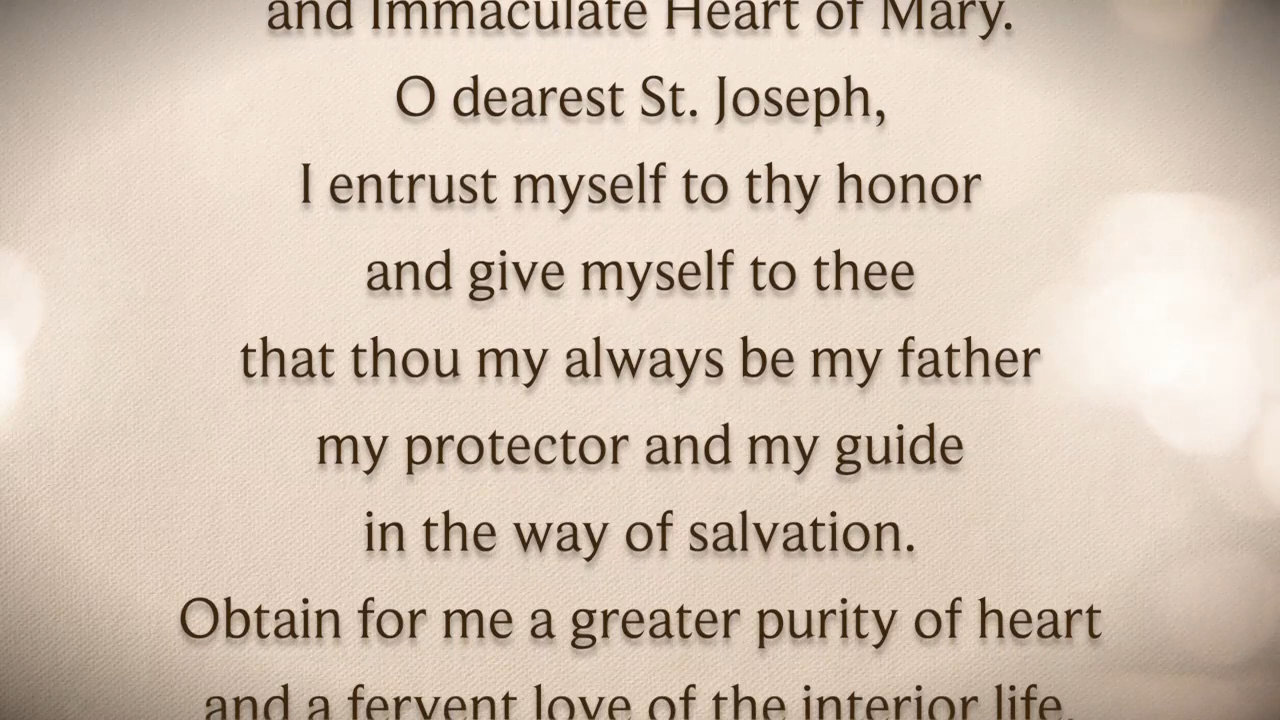 and Immaculate Heart of Mary.
O dearest St. Joseph,
I entrust myself to thy honor
and give myself to thee
that thou my always be my father
my protector and my guide
in the way of salvation.
Obtain for me a greater purity of heart
and a fervent love of the interior life.